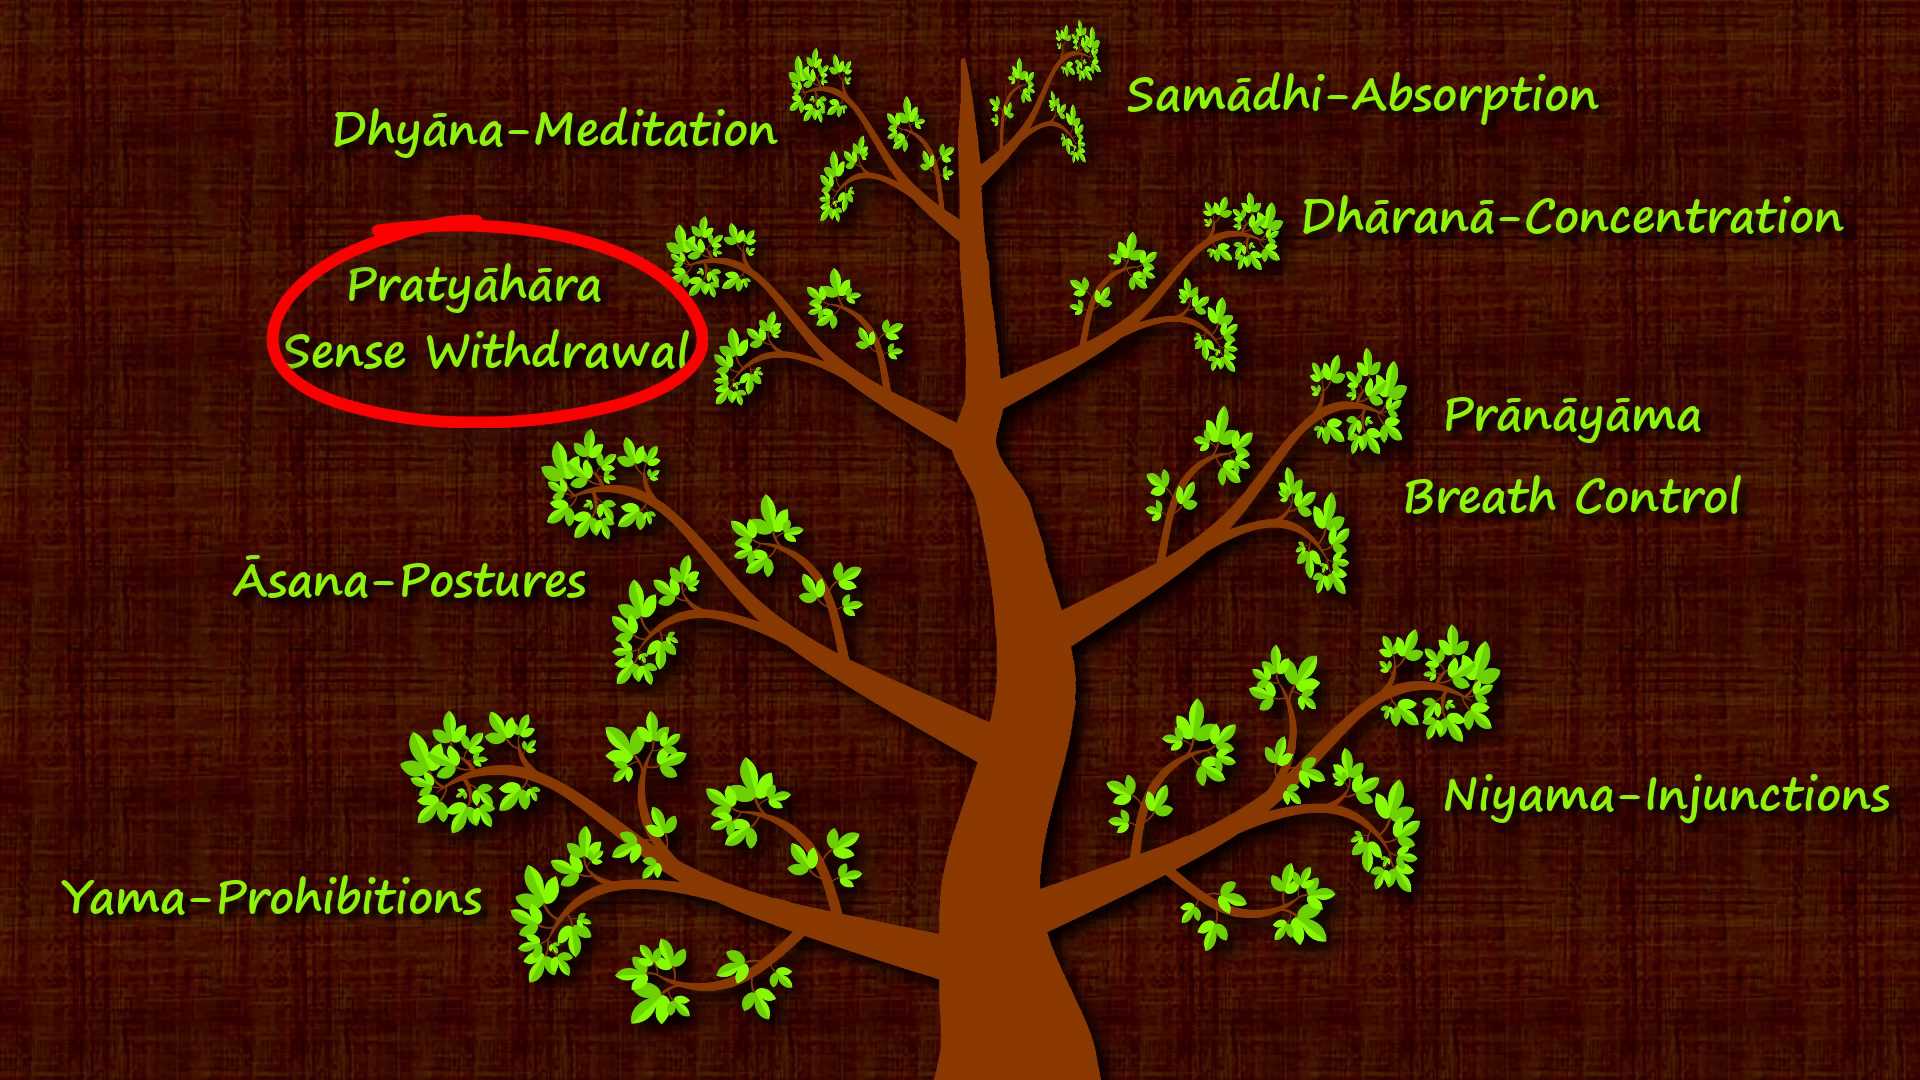 Samādhi-Absorption
Dhyāna-Meditation
Dhāranā-Concentration
Pratyāhāra
Sense Withdrawal
Prānāyāma
Breath Control
Āsana-Postures
Niyama-Injunctions
Yama-Prohibitions